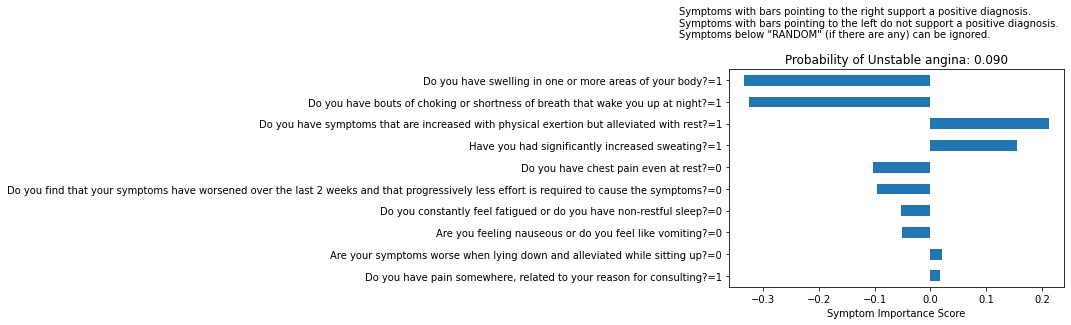 Symptoms with bars pointing to the right support a positive diagnosis.
Symptoms with bars pointing to the left do not support a positive diagnosis.
Symptoms below "RANDOM" (if there are any) can be ignored.
Probability of Unstable angina: 0.090
Do you have swelling in one or more areas of your body?=1
Do you have bouts of choking or shortness of breath that wake you up at night?=1
Do you have symptoms that are increased with physical exertion but alleviated with rest?=1
Have you had significantly increased sweating?=1
Do you have chest pain even at rest?=0
Do you find that your symptoms have worsened over the last 2 weeks and that progressively less effort is required to cause the symptoms?=0
Do you constantly feel fatigued or do you have non-restful sleep?=0
Are you feeling nauseous or do you feel like vomiting?=0
Are your symptoms worse when lying down and alleviated while sitting up?=0
Do you have pain somewhere, related to your reason for consulting?=1
−0.3 −0.2 −0.1 0.0 0.1 0.2
Symptom Importance Score